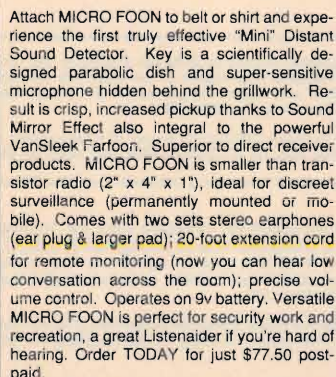 Attach MICRO FOON to belt or shirt and expe-
rience the first truly effective "Mini" Distant
Sound Detector. Key is a scientifically de-
signed parabolic dish and super-sensitive
microphone hidden behind the grillwork. Re-
sult is crisp, increased pickup thanks to Sound
Mirror Effect also integral to the powerful
VanSleek Farfoon. Superior to direct receiver
products. MICRO FOON is smaller than tran-
sistor radio (2" x 4" x 1"), ideal for discreet
surveillance (permanently mounted or mo-
bile). Comes with two sets stereo earphones
(ear plug & larger pad); 20-foot extension cord
for remote monitoring (now you can hear low
conversation across the room); precise vol-
ume control. Operates on 9v battery. Versatile
MICRO FOON is perfect for security work and
recreation, a great Listenaider if you're hard of
hearing. Order TODAY for just $77.50 post-
paid